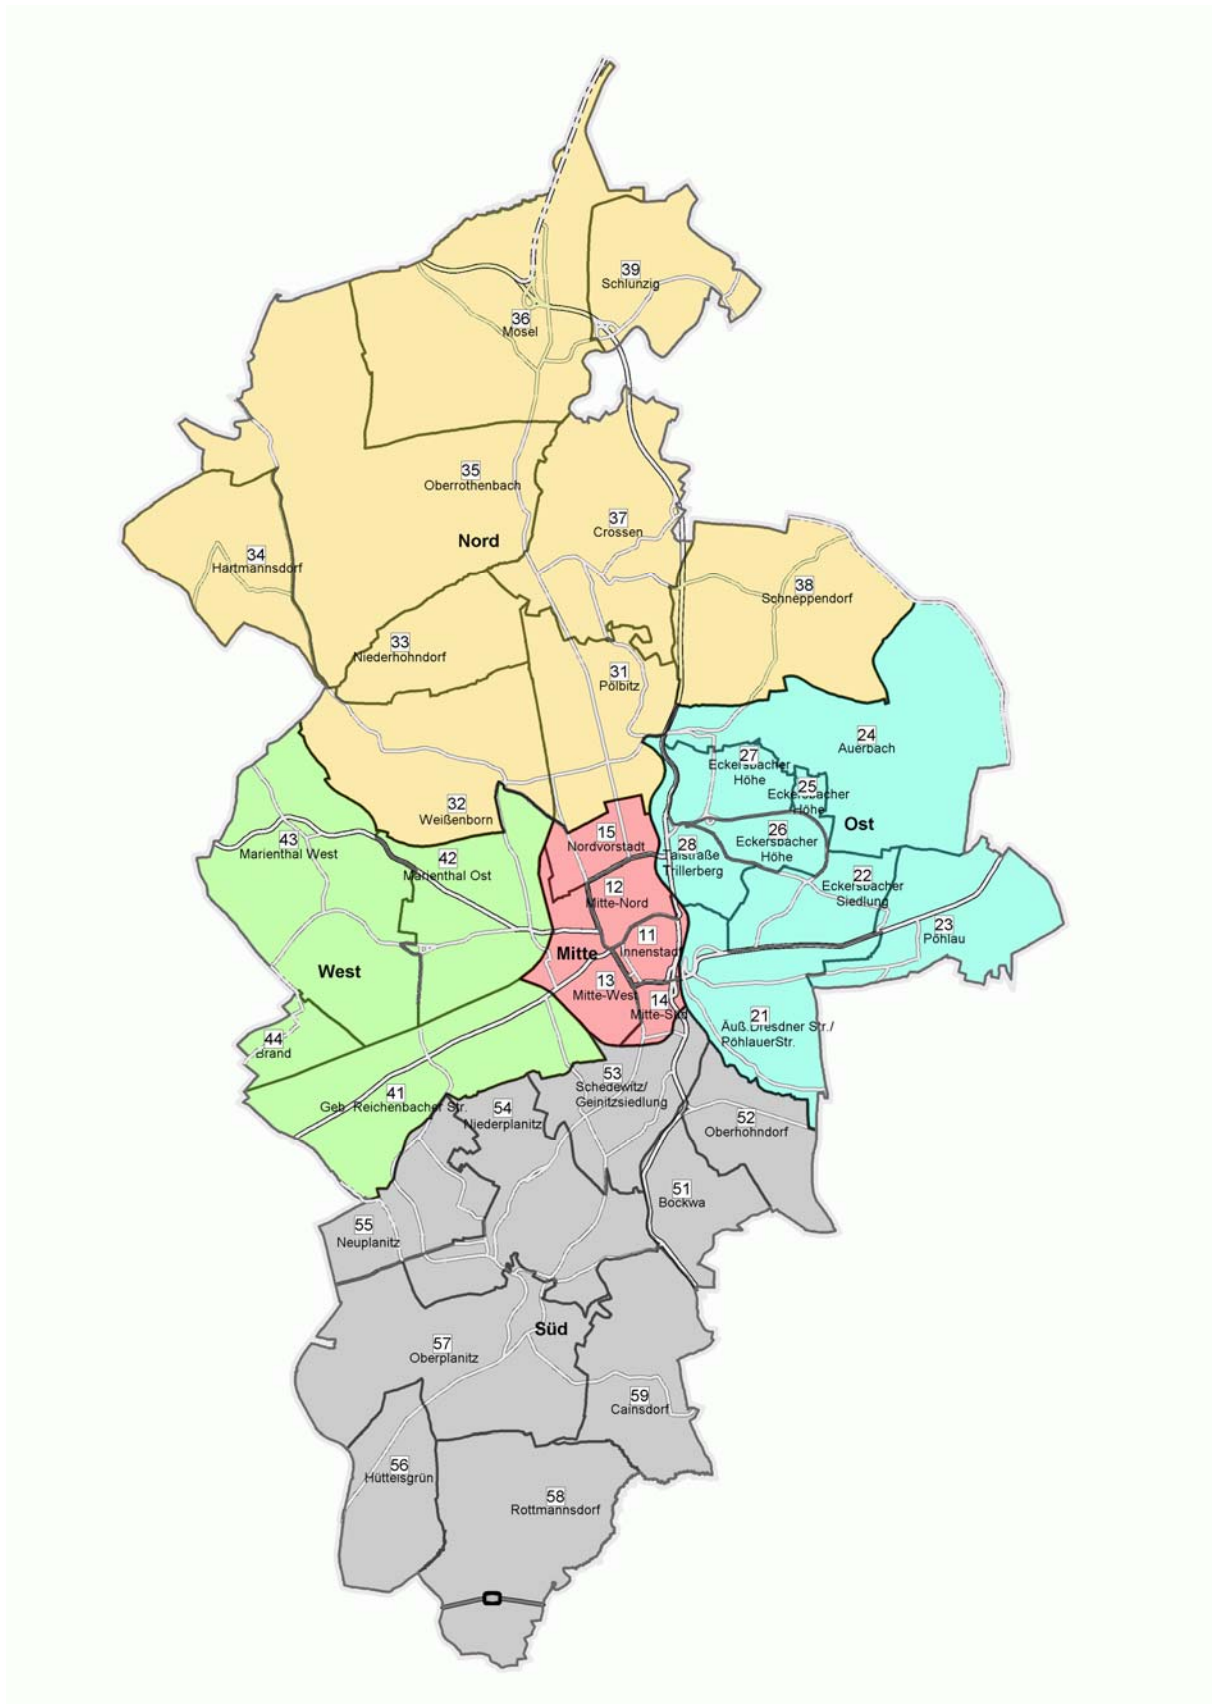 39
Schlunzig
36
Mosel
35
Oberrothenbach
37
Crossen
Nord
34
Hartmannsdorf
38
Schneppendorf
33
Niederhohndorf
31
Pölbitz
24
Auerbach
27
Eckersbacher
Höhe
25
Eckersbacher
Höhe
32
Weißenborn
Ost
15
Nordvorstadt
26
Eckersbacher
Höhe
28
Talstraße
Trillerberg
43
Marienthal West
42
Marienthal Ost
22
Eckersbacher
Siedlung
12
Mitte-Nord
23
Pöhlau
11
Innenstadt
Mitte
West
13
Mitte-West
14
Mitte-Süd
21
Äuß.Dresdner Str./
PöhlauerStr.
44
Brand
53
Schedewitz/
Geinitzsiedlung
41
Geb. Reichenbacher Str.
54
Niederplanitz
52
Oberhohndorf
51
Bockwa
55
Neuplanitz
Süd
57
Oberplanitz
59
Cainsdorf
56
Hüttelsgrün
58
Rottmannsdorf